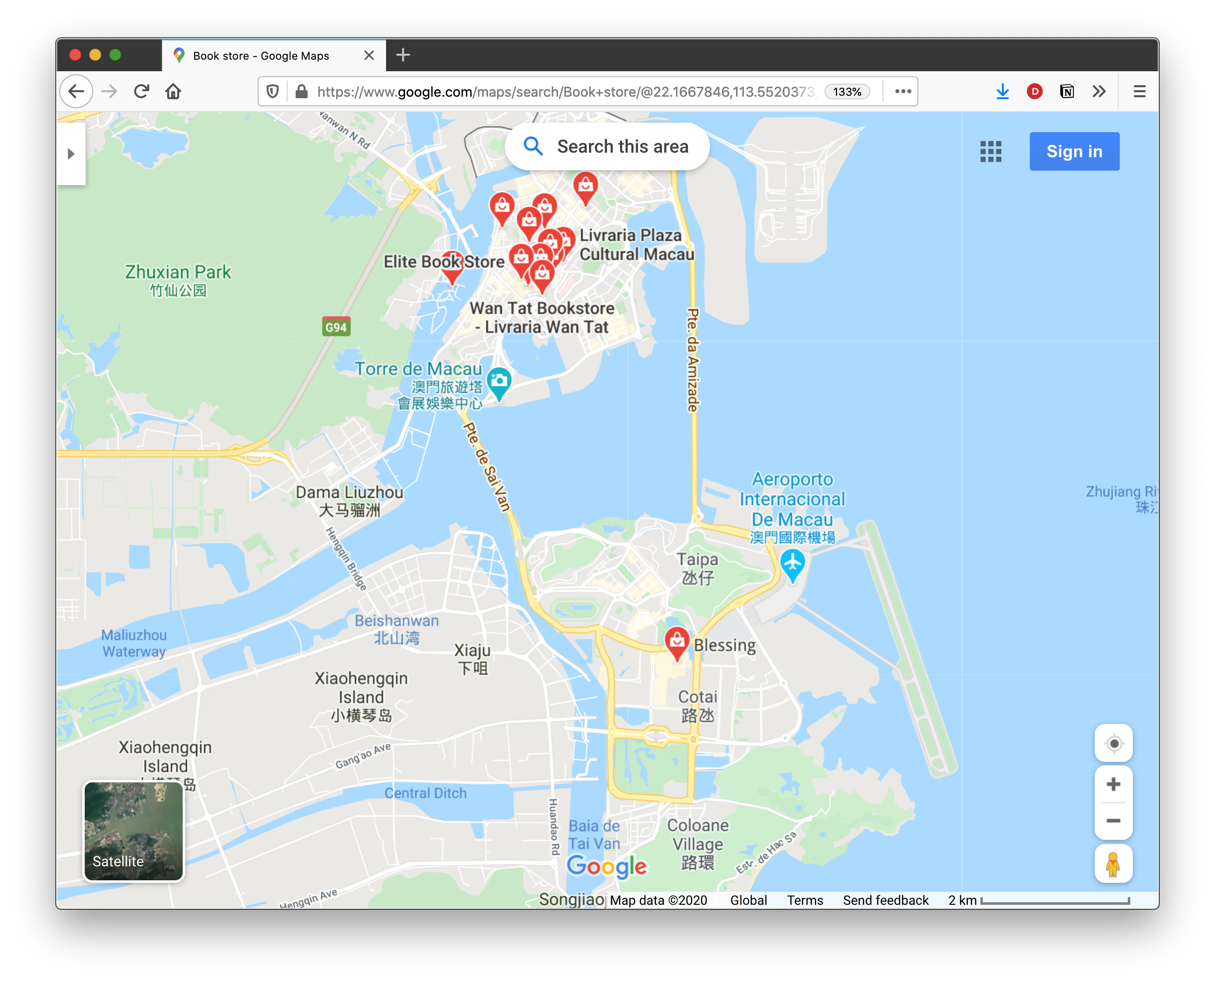 Book store - Google Maps
https://www.google.com/maps/search/Book+store/@22.1667846,113.5520373
133%
Search this area
Sign in
Nanwan N Rd
Zhuxian Park
竹仙公园
G94
Elite Book Store
Livraria Plaza
Cultural Macau
Wan Tat Bookstore
- Livraria Wan Tat
Torre de Macau
澳門旅遊塔
會展娛樂中心
Pte. da Amizade
Pte. de Sai Van
Dama Liuzhou
大马骝洲
Hengqin Bridge
Aeroporto
Internacional
De Macau
澳門國際機場
Zhujiang Ri
珠江
Taipa
氹仔
Beishanwan
北山湾
Maliuzhou
Waterway
Xiaju
下咀
Blessing
Xiaohengqin
Island
小横琴岛
Cotai
路氹
Xiaohengqin
Island
Gang'ao Ave
Central Ditch
Huandao Rd
Baia de
Tai Van
Coloane
Village
路環
Estr. de Hac Sa
Satellite
Google
Hengqin Ave
Songjiao
Map data ©2020 Global Terms Send feedback 2 km